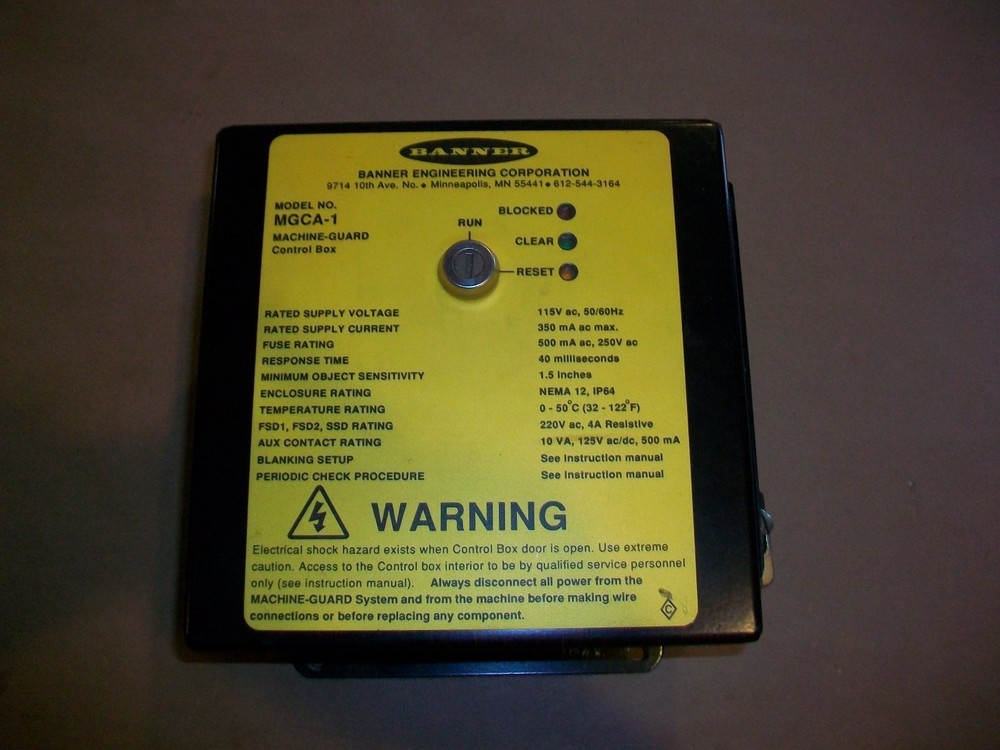 BANNER
BANNER ENGINEERING CORPORATION
9714 10th Ave. No. • Minneapolis, MN 55441 • 612-544-3164
MODEL NO.
MGCA-1
MACHINE-GUARD
Control Box
RUN
BLOCKED
CLEAR
RESET
RATED SUPPLY VOLTAGE 115V ac, 50/60Hz
RATED SUPPLY CURRENT 350 mA ac max.
FUSE RATING 500 mA ac, 250V ac
RESPONSE TIME 40 milliseconds
MINIMUM OBJECT SENSITIVITY 1.5 inches
ENCLOSURE RATING NEMA 12, IP64
TEMPERATURE RATING 0 - 50°C (32 - 122°F)
FSD1, FSD2, SSD RATING 220V ac, 4A Resistive
AUX CONTACT RATING 10 VA, 125V ac/dc, 500 mA
BLANKING SETUP See instruction manual
PERIODIC CHECK PROCEDURE See instruction manual
WARNING
Electrical shock hazard exists when Control Box door is open. Use extreme
caution. Access to the Control box interior to be by qualified service personnel
only (see instruction manual). Always disconnect all power from the
MACHINE-GUARD System and from the machine before making wire
connections or before replacing any component.
C